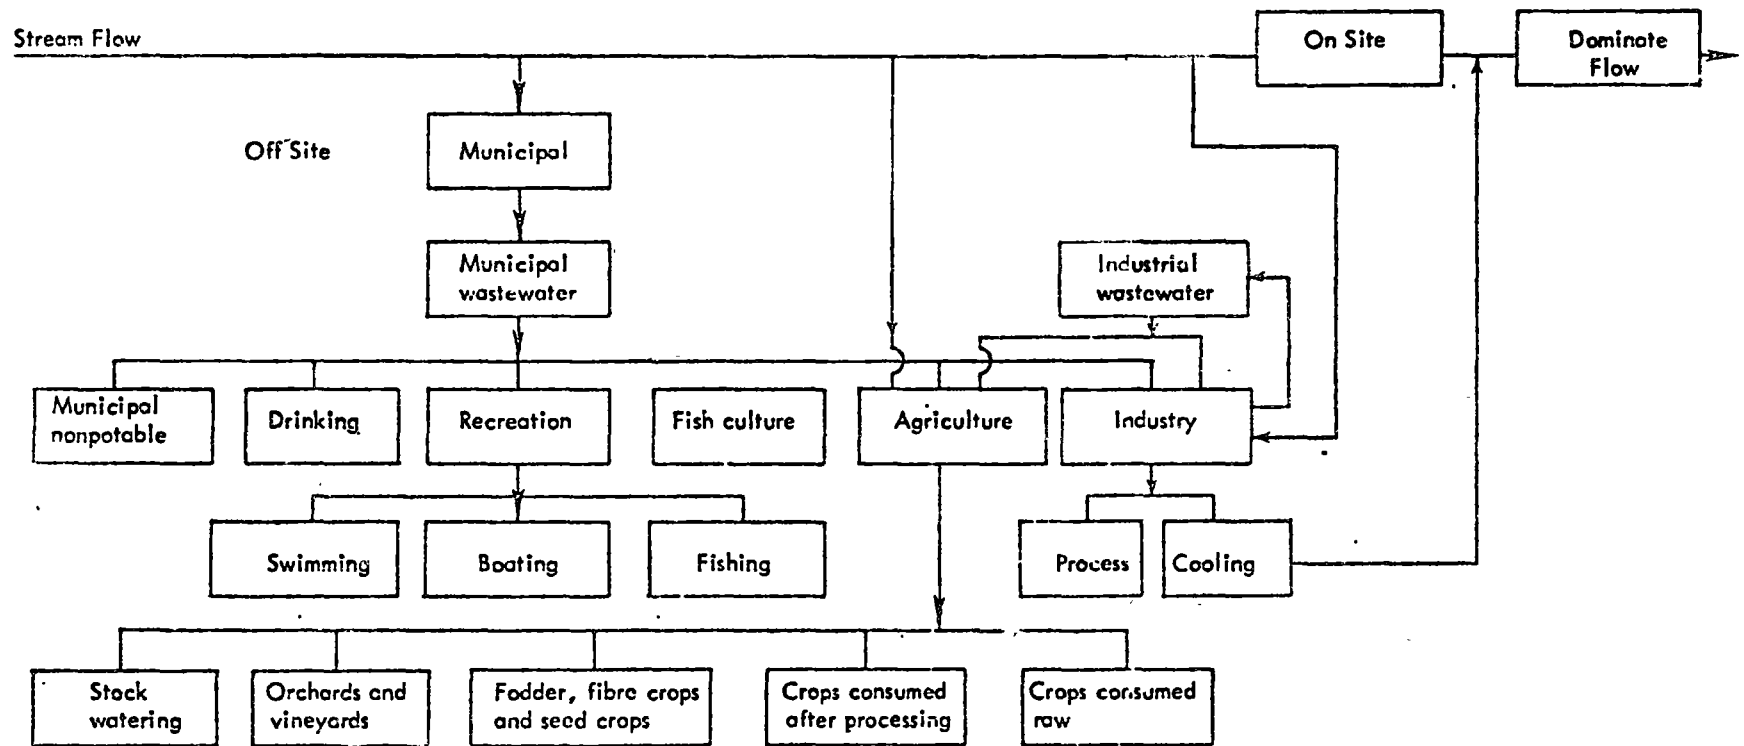 Stream Flow
On Site
Dominate
Flow
Off Site
Municipal
Municipal
wastewater
Industrial
wastewater
Municipal
nonpotable
Drinking
Recreation
Fish culture
Agriculture
Industry
Swimming
Boating
Fishing
Process
Cooling
Stock
watering
Orchards and
vineyards
Fodder, fibre crops
and seed crops
Crops consumed
after processing
Crops consumed
raw